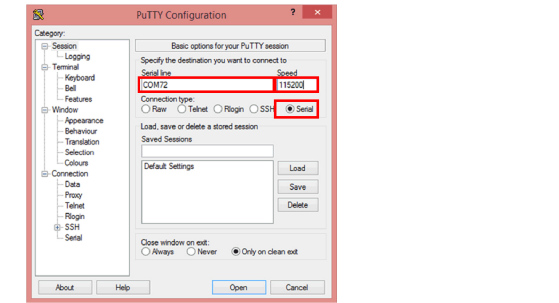 PuTTY Configuration
Category:
Session
Logging
Terminal
Keyboard
Bell
Features
Window
Appearance
Behaviour
Translation
Selection
Colours
Connection
Data
Proxy
Telnet
Rlogin
SSH
Serial
Basic options for your PuTTY session
Specify the destination you want to connect to
Serial line Speed
COM72 115200
Connection type:
Raw Telnet Rlogin SSH Serial
Load, save or delete a stored session
Saved Sessions
Default Settings
Load
Save
Delete
Close window on exit:
Always Never Only on clean exit
About Help Open Cancel